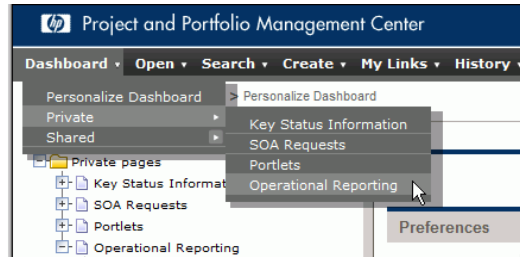 hp Project and Portfolio Management Center
Dashboard Open Search Create My Links History
Personalize Dashboard > Personalize Dashboard
Private
Key Status Information
Shared
SOA Requests
Private pages
Portlets
Key Status Informat
Operational Reporting
SOA Requests
Portlets
Preferences
Operational Reporting